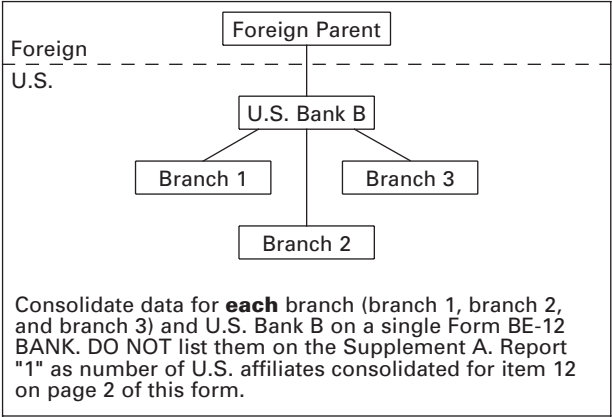 Foreign Parent
Foreign
U.S.
U.S. Bank B
Branch 1
Branch 3
Branch 2
Consolidate data for each branch (branch 1, branch 2,
and branch 3) and U.S. Bank B on a single Form BE-12
BANK. DO NOT list them on the Supplement A. Report
"1" as number of U.S. affiliates consolidated for item 12
on page 2 of this form.